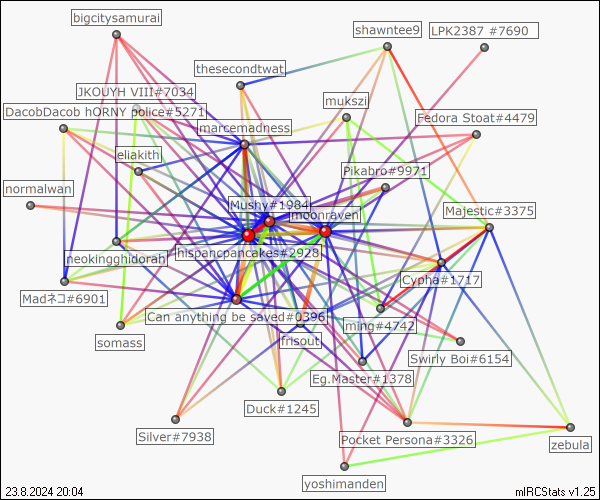 bigcitysamurai
shawntee9
LPK2387 #7690
thesecondtwat
JKOUYH VIII#7034
mukszi
DacobDacob hORNY police#5271
Fedora Stoat#4479
marcemadness
eliakith
Pikabro#9971
normalwan
Mushy#1984
moonraven
Majestic#3375
neokingghidorah
hispancpancakes#2928
Cypha#1717
Madネコ#6901
Can anything be saved#0396
ming#4742
somass
frisout
Swirly Boi#6154
Eg.Master#1378
Duck#1245
Silver#7938
Pocket Persona#3326
zebula
yoshimanden
23.8.2024 20:04
mIRCStats v1.25